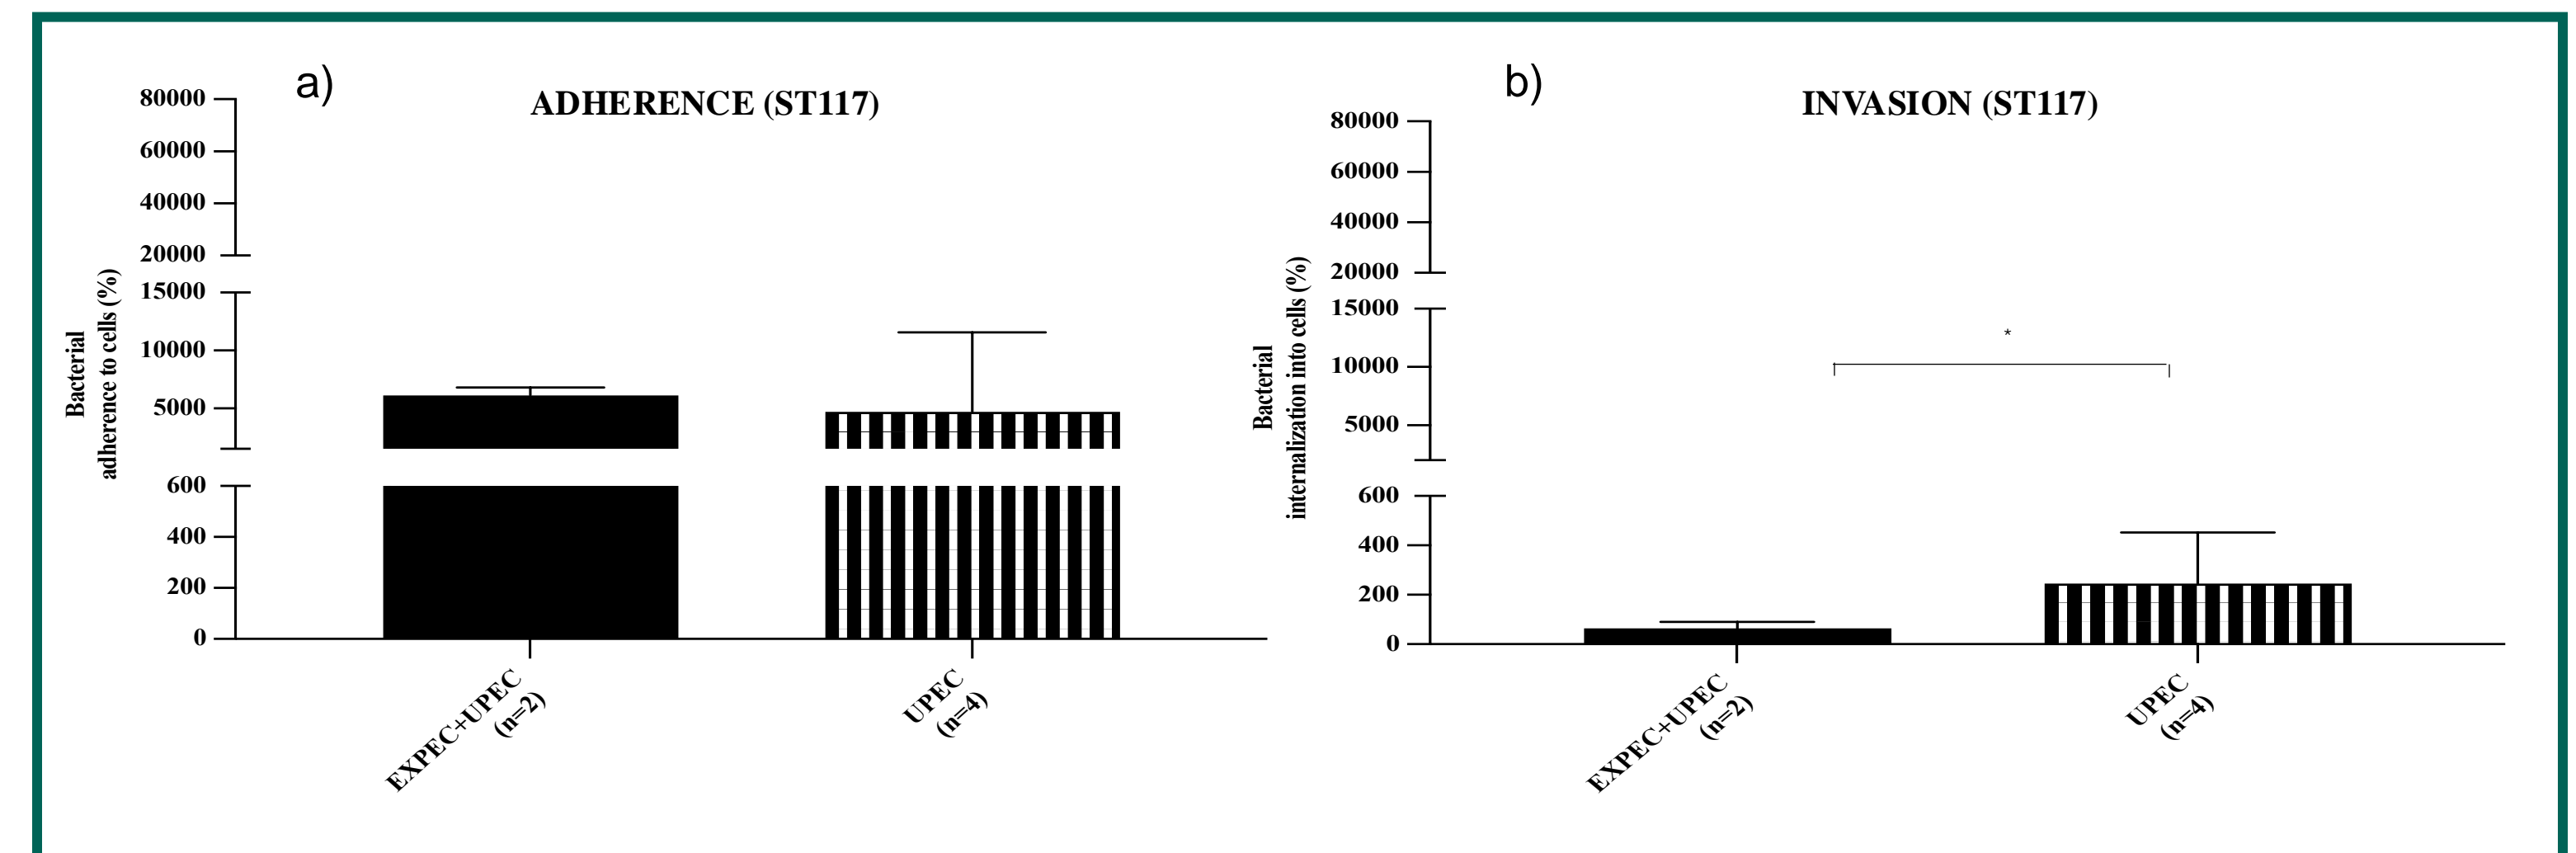 a)
ADHERENCE (ST117)
80000
60000
40000
20000
15000
10000
5000
600
400
200
0
Bacterial
adherence to cells (%)
EXPEC+UPEC
(n=2)
UPEC
(n=4)
b)
INVASION (ST117)
80000
60000
40000
20000
15000
10000
5000
600
400
200
0
Bacterial
internalization into cells (%)
*
EXPEC+UPEC
(n=2)
UPEC
(n=4)